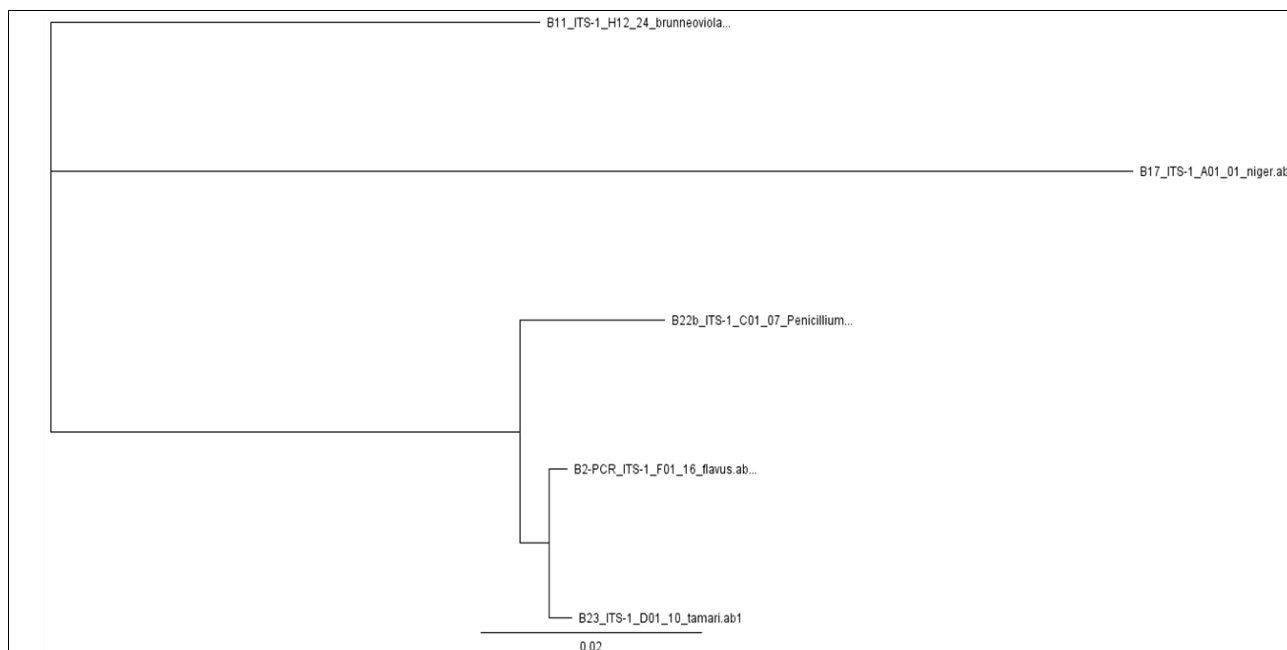 B11_ITS-1_H12_24_brunneoviola...
B17_ITS-1_A01_01_niger.ab
B22b_ITS-1_C01_07_Penicillium...
B2-PCR_ITS-1_F01_16_flavus.ab...
B23_ITS-1_D01_10_tamari.ab1
0.02